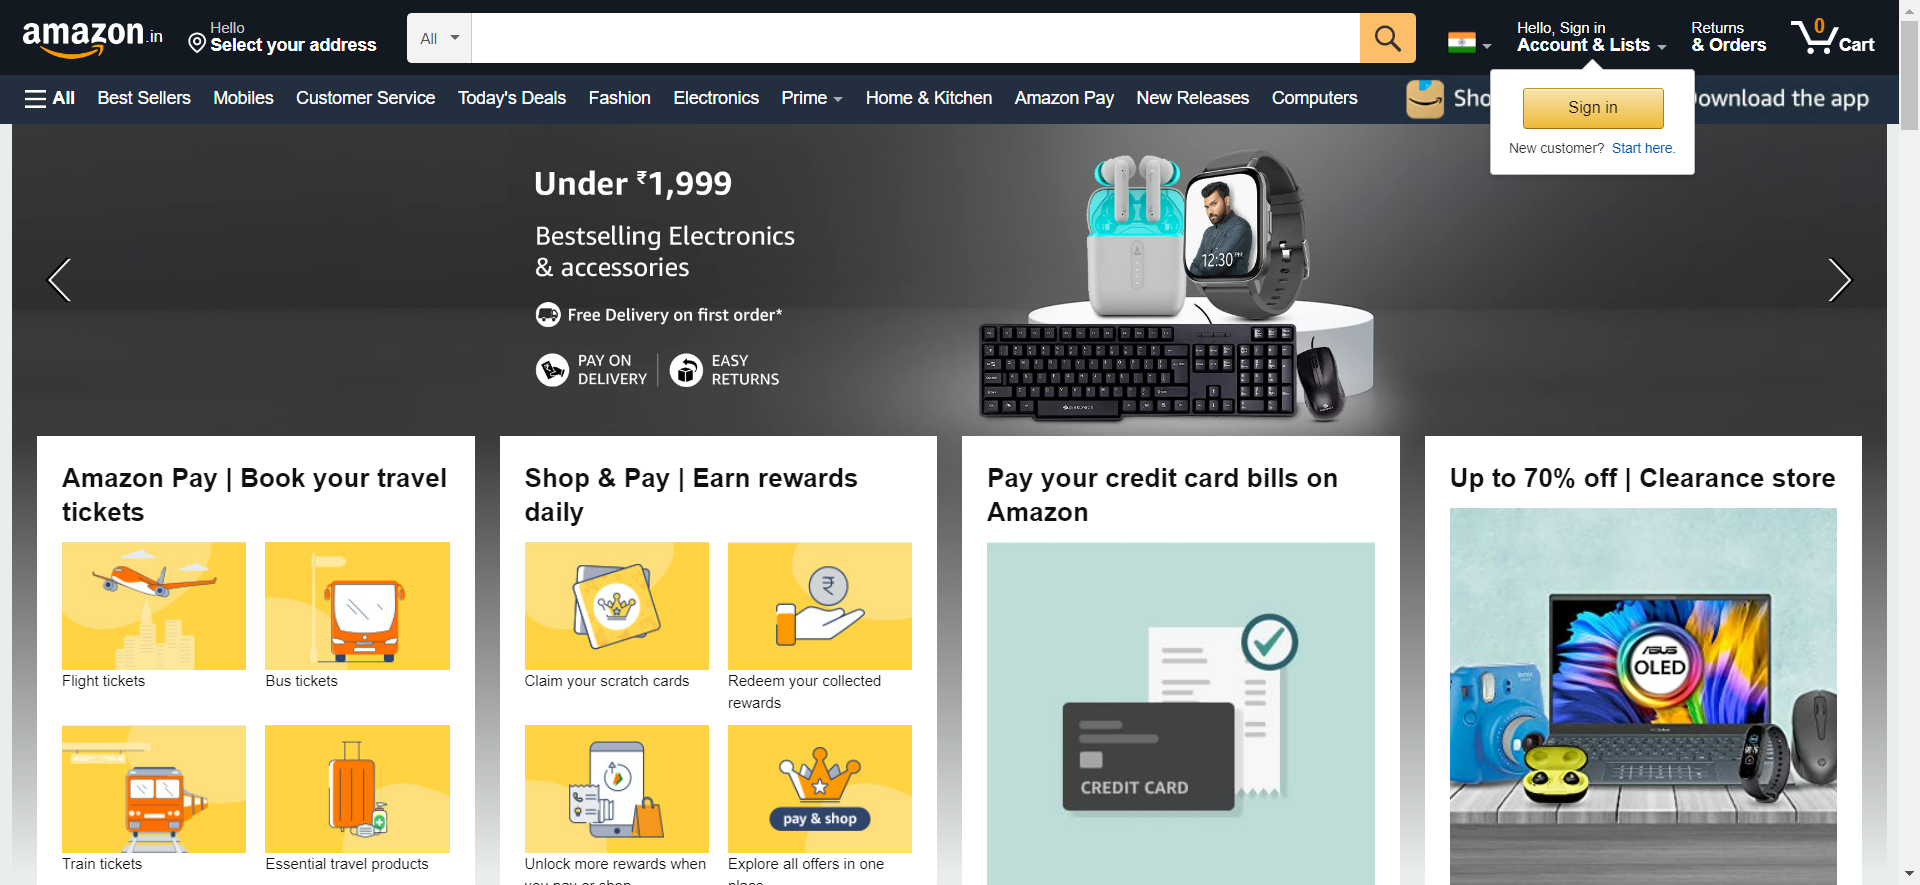 amazon.in
Hello
Select your address
All
Hello, Sign in
Account & Lists
Returns
& Orders
0
Cart
All
Best Sellers
Mobiles
Customer Service
Today's Deals
Fashion
Electronics
Prime
Home & Kitchen
Amazon Pay
New Releases
Computers
Sho
ownload the app
Sign in
New customer? Start here.
Under ₹1,999
Bestselling Electronics
& accessories
Free Delivery on first order*
PAY ON
DELIVERY
EASY
RETURNS
12:30 PM
Amazon Pay | Book your travel
tickets
Flight tickets
Bus tickets
Train tickets
Essential travel products
Shop & Pay | Earn rewards
daily
Claim your scratch cards
Redeem your collected
rewards
pay & shop
Unlock more rewards when
you pay or shop
Explore all offers in one
place
Pay your credit card bills on
Amazon
CREDIT CARD
Up to 70% off | Clearance store
ASUS
OLED